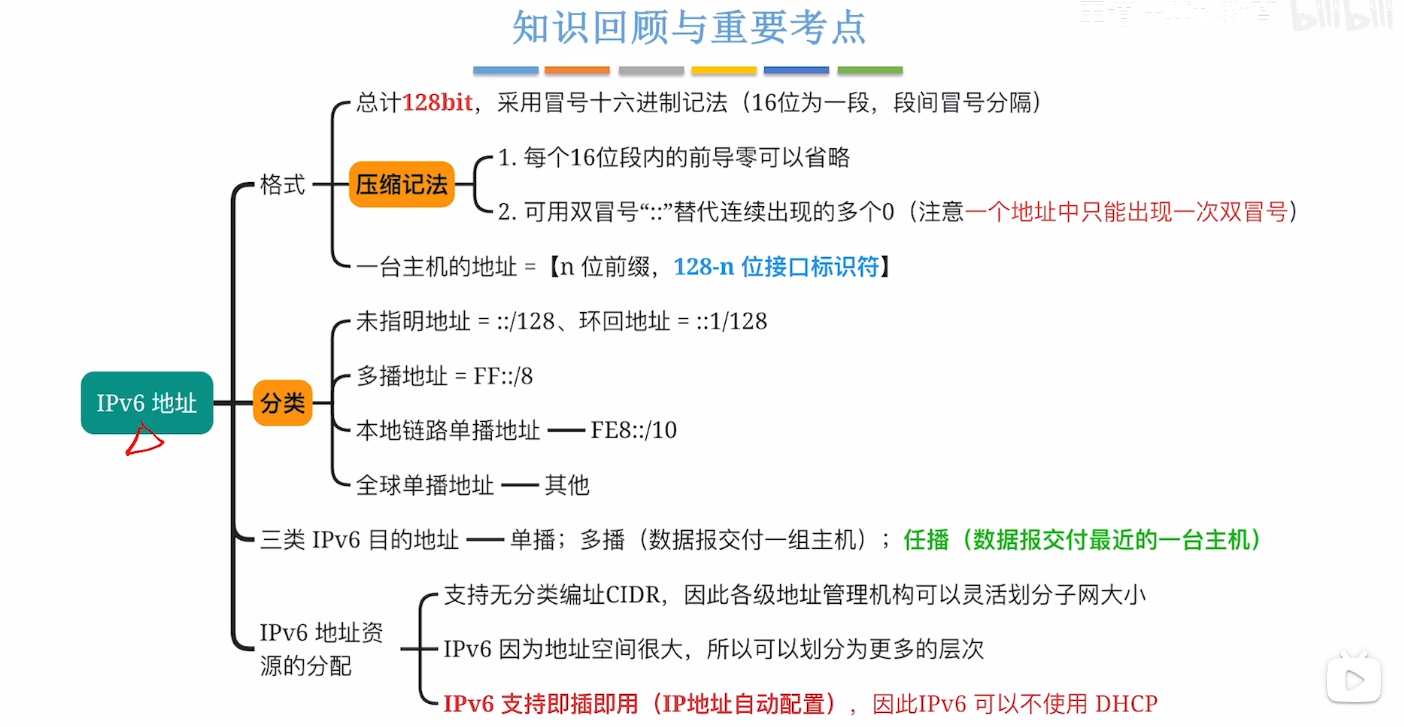 知识回顾与重要考点
bilibili
总计128bit，采用冒号十六进制记法（16位为一段，段间冒号分隔）
格式
压缩记法
1. 每个16位段内的前导零可以省略
2. 可用双冒号“::”替代连续出现的多个0（注意一个地址中只能出现一次双冒号）
一台主机的地址 =【n 位前缀，128-n 位接口标识符】
IPv6 地址
分类
未指明地址 = ::/128、环回地址 = ::1/128
多播地址 = FF::/8
本地链路单播地址
FE8::/10
全球单播地址
其他
三类 IPv6 目的地址
单播；多播（数据报交付一组主机）；任播（数据报交付最近的一台主机）
IPv6 地址资
源的分配
支持无分类编址CIDR，因此各级地址管理机构可以灵活划分子网大小
IPv6 因为地址空间很大，所以可以划分为更多的层次
IPv6 支持即插即用（IP地址自动配置），因此IPv6 可以不使用 DHCP